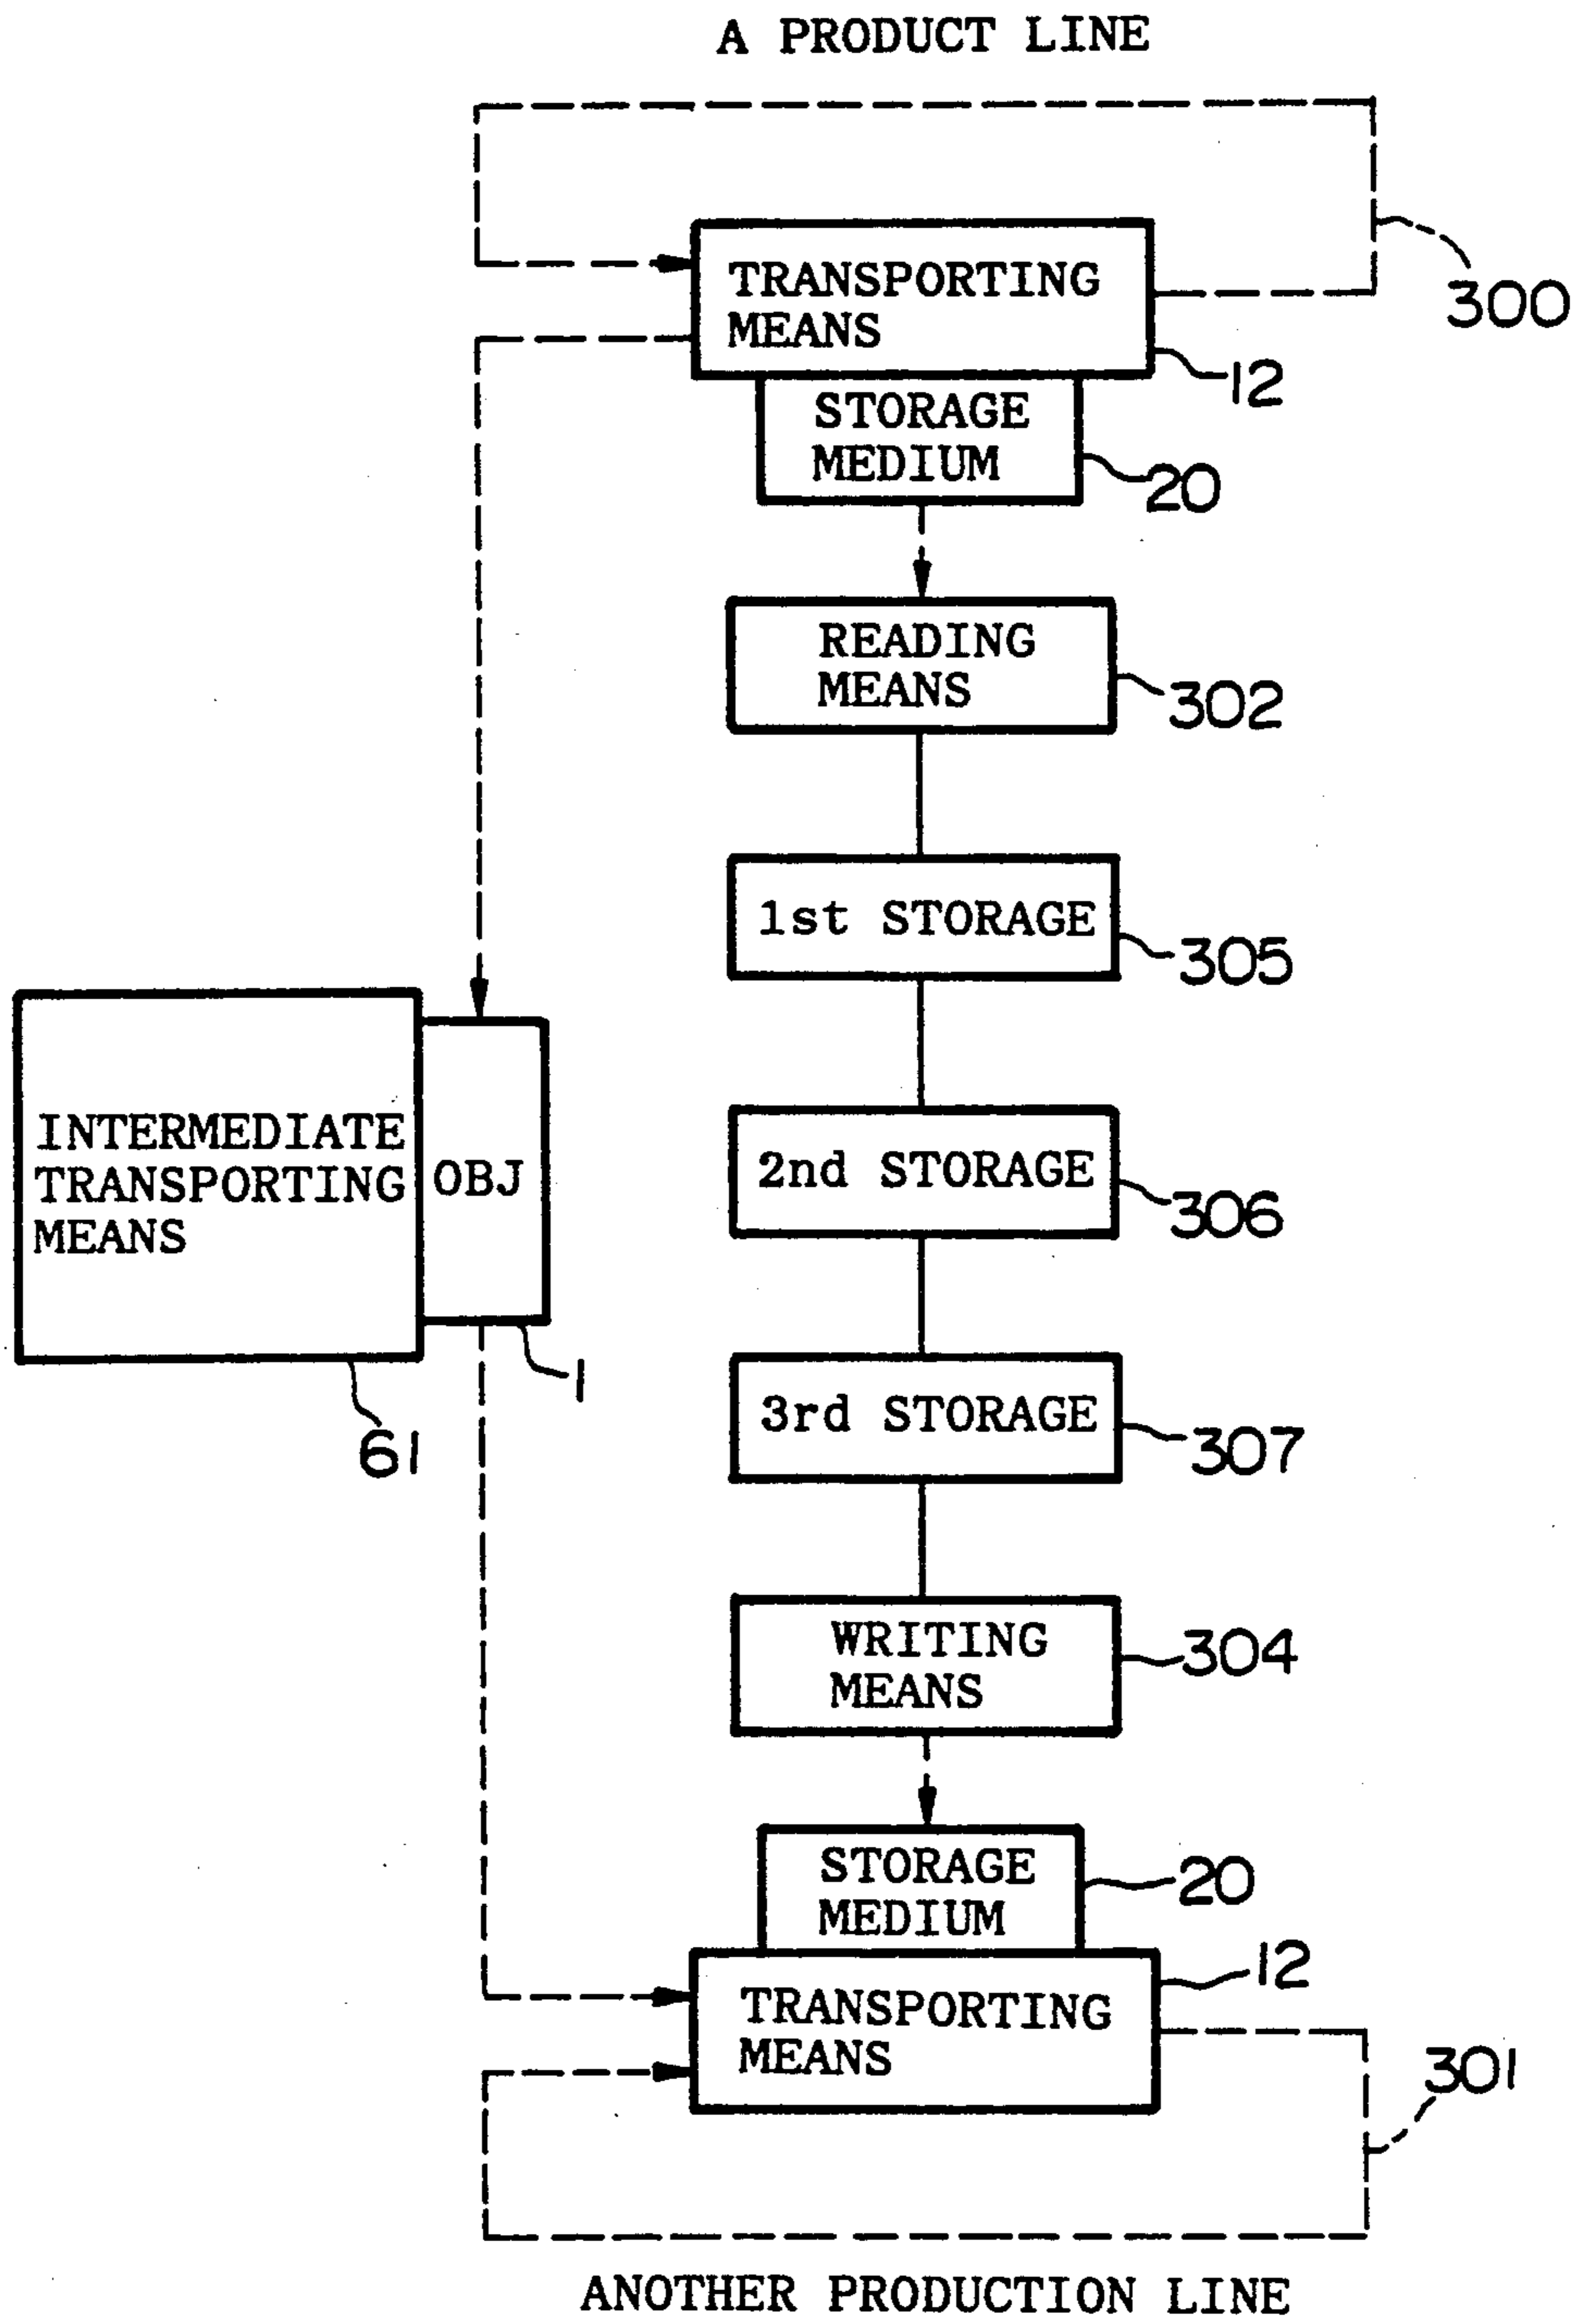 A PRODUCT LINE
TRANSPORTING
MEANS
300
12
STORAGE
MEDIUM
20
READING
MEANS
302
1st STORAGE
305
INTERMEDIATE
TRANSPORTING
MEANS
OBJ
2nd STORAGE
306
1
61
3rd STORAGE
307
WRITING
MEANS
304
STORAGE
MEDIUM
20
12
TRANSPORTING
MEANS
301
ANOTHER PRODUCTION LINE